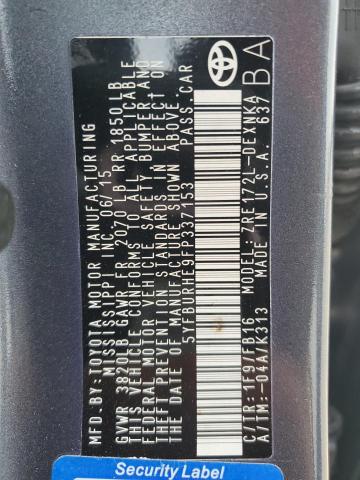 MFD.BY:TOYOTA MOTOR MANUFACTURING
MISSISSIPPI INC. 06/15
GVWR 3820LB GAWR FR 2070 LB RR 1850LB
THIS VEHICLE CONFORMS TO ALL APPLICABLE
FEDERAL MOTOR VEHICLE SAFETY, BUMPER AND
THEFT PREVENTION STANDARDS IN EFFECT ON
THE DATE OF MANUFACTURE SHOWN ABOVE.
5YFBURHE9FP337153 PASS.CAR
C/TR:1F9/FB16 MODEL:ZRE172L-DEXNKA
A/TM:-04A/K313 U.S.A. 637
BA
TOYOTA
Security Label